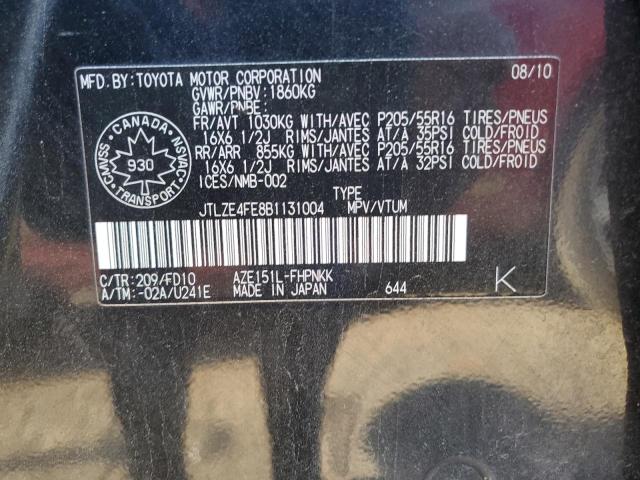 MFD.BY: TOYOTA MOTOR CORPORATION 08/10
GVWR/PNBV: 1860KG
GAWR/PNBE:
FR/AVT 1030KG WITH/AVEC P205/55R16 TIRES/PNEUS
16X6 1/2J RIMS/JANTES AT/A 35PSI COLD/FROID
RR/ARR 855KG WITH/AVEC P205/55R16 TIRES/PNEUS
16X6 1/2J RIMS/JANTES AT/A 32PSI COLD/FROID
ICES/NMB-002
CANADA
CMVSS
NSVAC
930
TRANSPORT
TYPE
JTLZE4FE8B1131004 MPV/VTUM
C/TR: 209/FD10 AZE151L-FHPNKK
A/TM: -02A/U241E MADE IN JAPAN 644 K